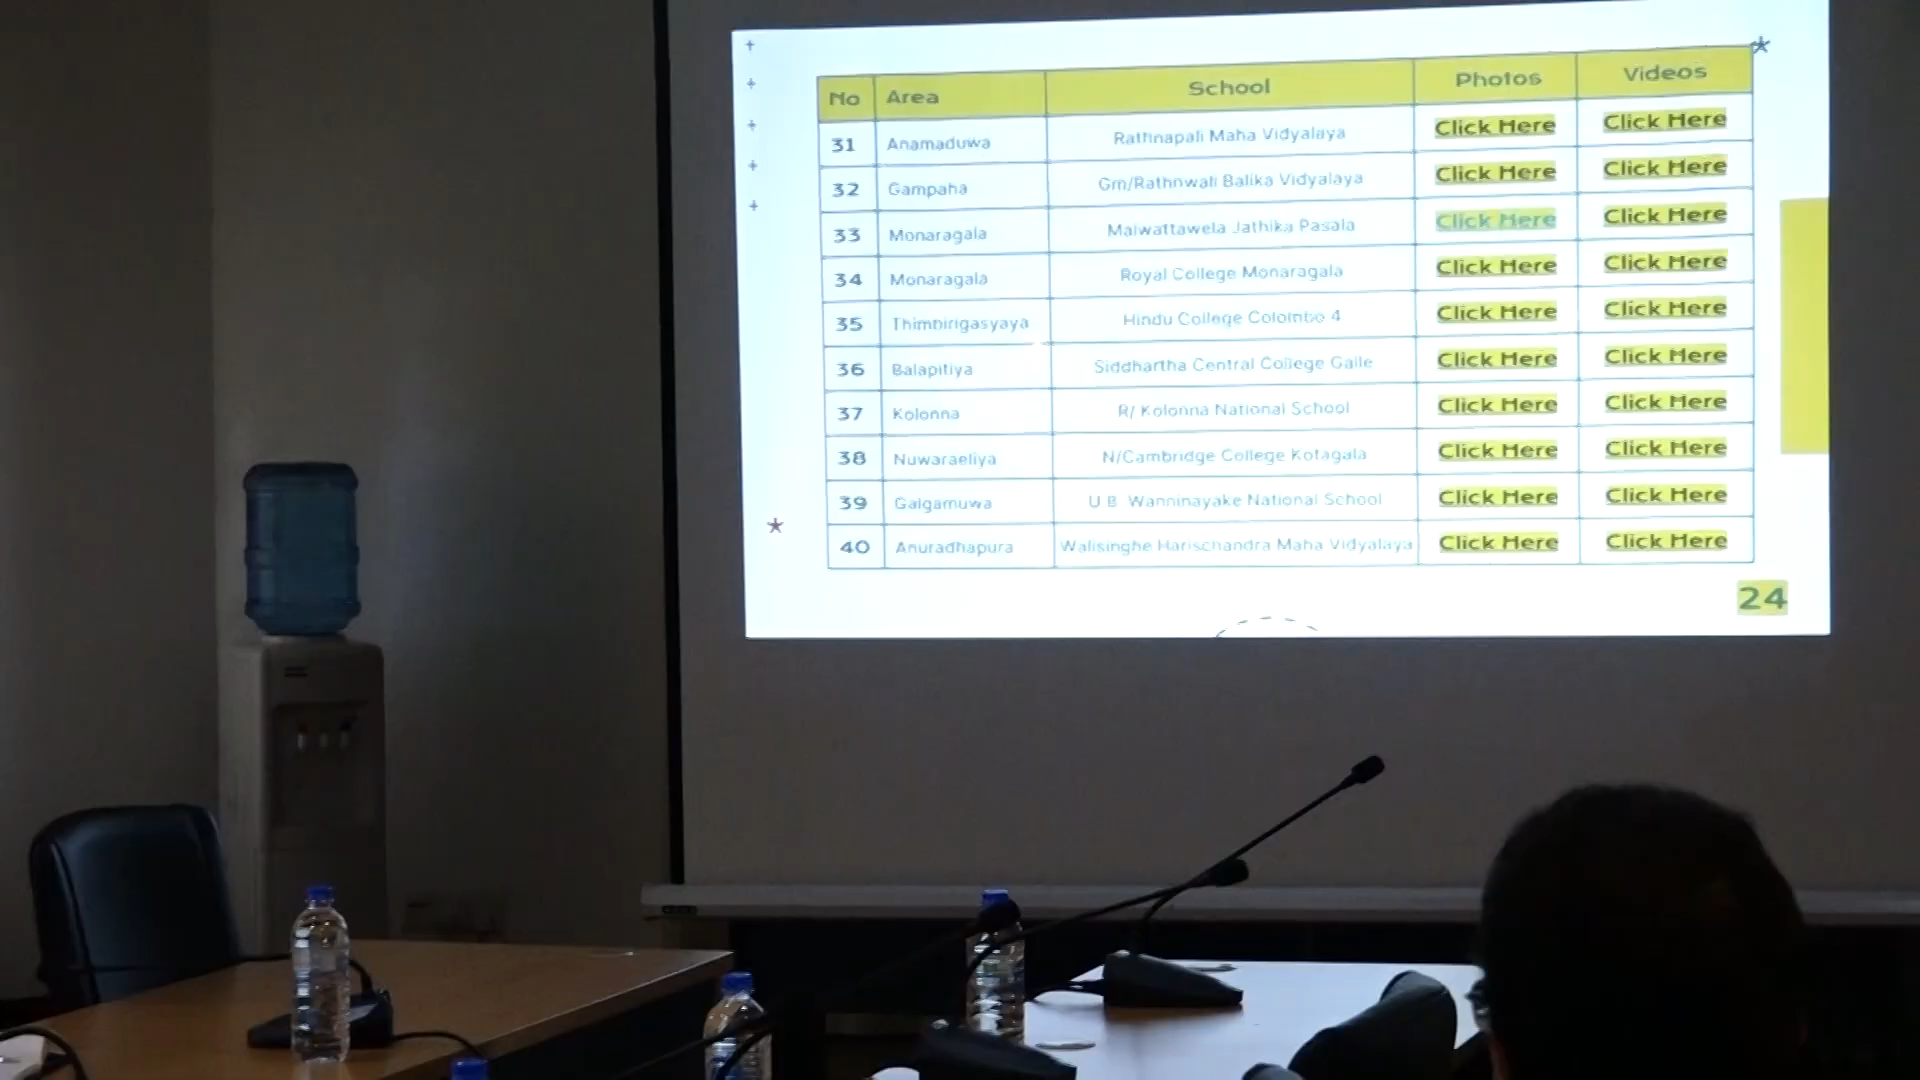 No Area School Photos Videos
31 Anamaduwa Rathnapali Maha Vidyalaya Click Here Click Here
32 Gampaha Gm/Rathnwali Balika Vidyalaya Click Here Click Here
33 Monaragala Malwattawela Jathika Pasala Click Here Click Here
34 Monaragala Royal College Monaragala Click Here Click Here
35 Thimbirigasyaya Hindu College Colombo 4 Click Here Click Here
36 Balapitiya Siddhartha Central College Galle Click Here Click Here
37 Kolonna R/ Kolonna National School Click Here Click Here
38 Nuwaraeliya N/Cambridge College Kotagala Click Here Click Here
39 Galgamuwa U B Wanninayake National School Click Here Click Here
40 Anuradhapura Walisinghe Harischandra Maha Vidyalaya Click Here Click Here
24